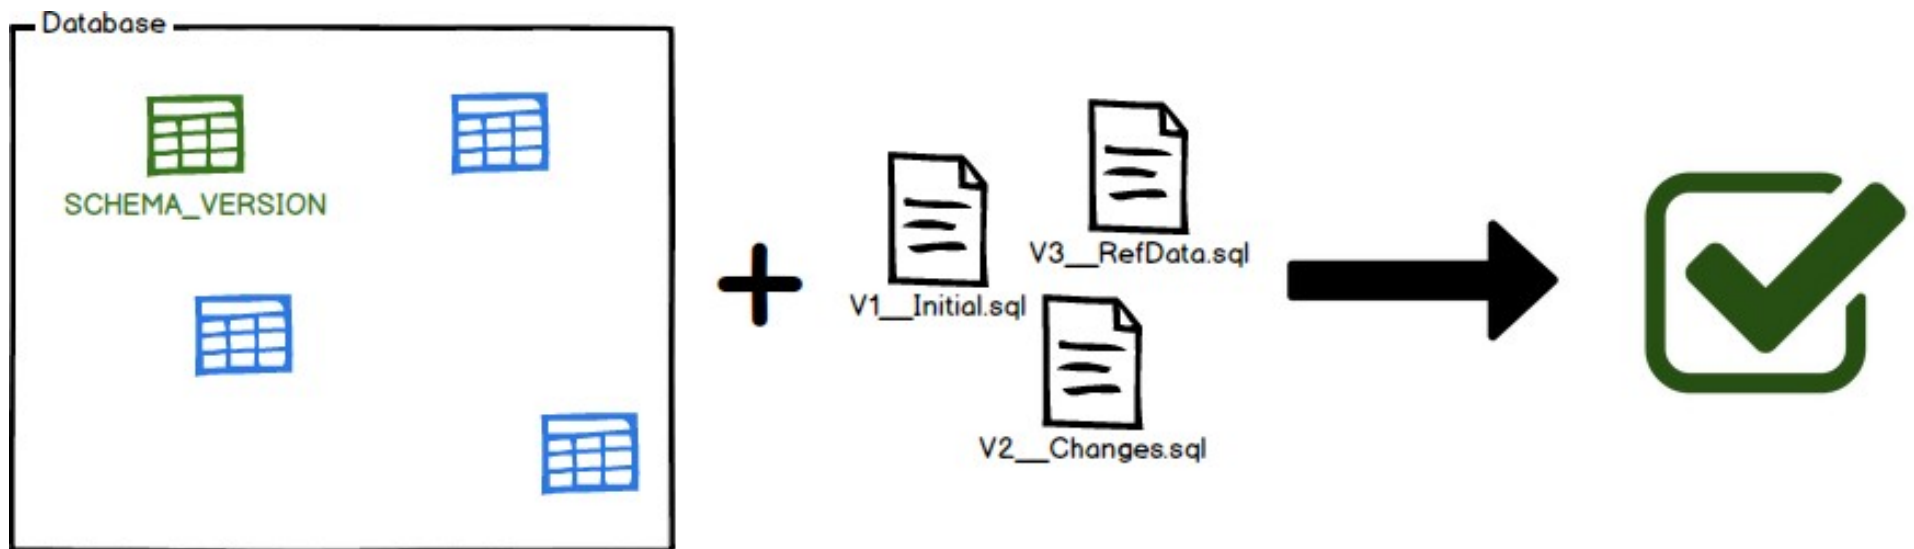 Database
SCHEMA_VERSION
V1__Initial.sql
V3__RefData.sql
V2__Changes.sql